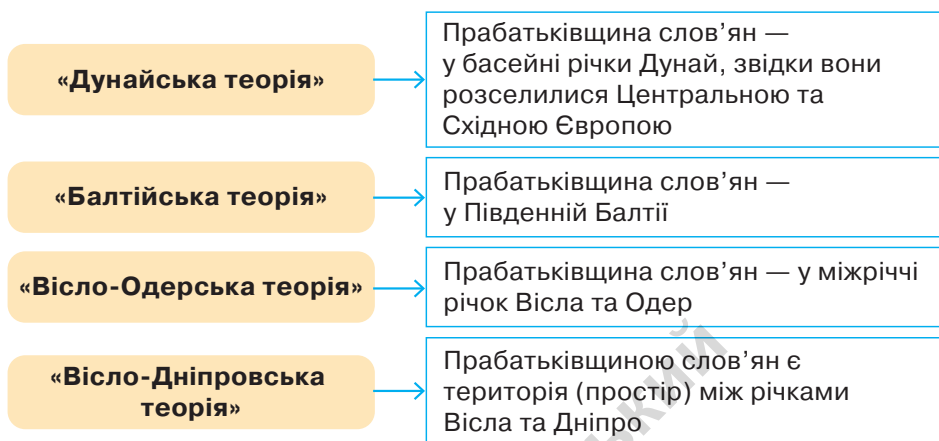 «Дунайська теорія»
Прабатьківщина слов’ян —
у басейні річки Дунай, звідки вони
розселилися Центральною та
Східною Європою
«Балтійська теорія»
Прабатьківщина слов’ян —
у Південній Балтії
«Вісло-Одерська теорія»
Прабатьківщина слов’ян — у міжріччі
річок Вісла та Одер
«Вісло-Дніпровська
теорія»
Прабатьківщиною слов’ян є
територія (простір) між річками
Вісла та Дніпро